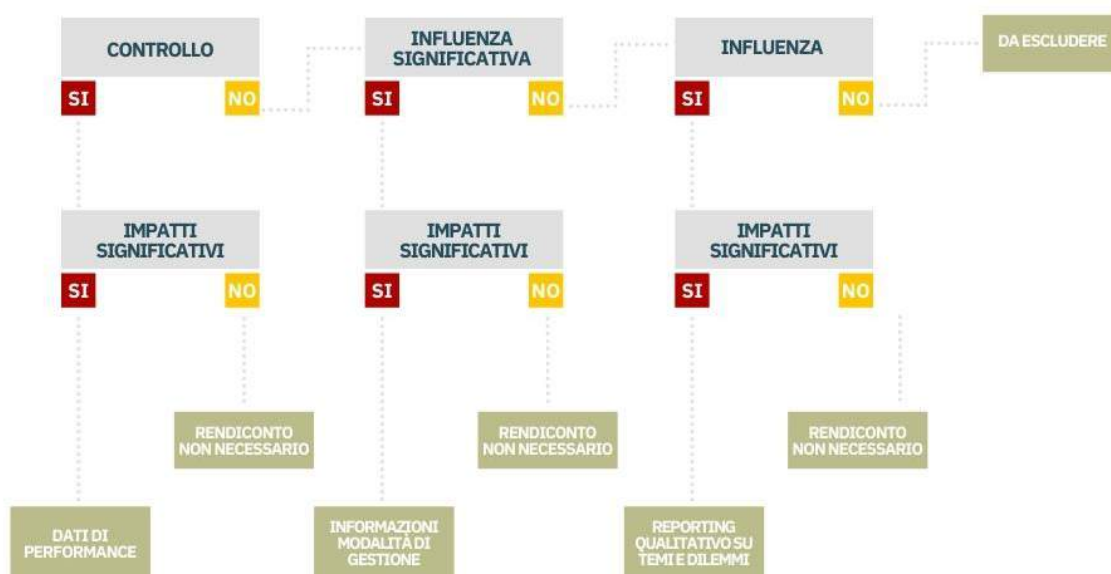 CONTROLLO
INFLUENZA
SIGNIFICATIVA
INFLUENZA
DA ESCLUDERE
SI
NO
SI
NO
SI
NO
IMPATTI
SIGNIFICATIVI
IMPATTI
SIGNIFICATIVI
IMPATTI
SIGNIFICATIVI
SI
NO
SI
NO
SI
NO
RENDICONTO
NON NECESSARIO
RENDICONTO
NON NECESSARIO
RENDICONTO
NON NECESSARIO
DATI DI
PERFORMANCE
INFORMAZIONI
MODALITÀ DI
GESTIONE
REPORTING
QUALITATIVO SU
TEMI E DILEMMI